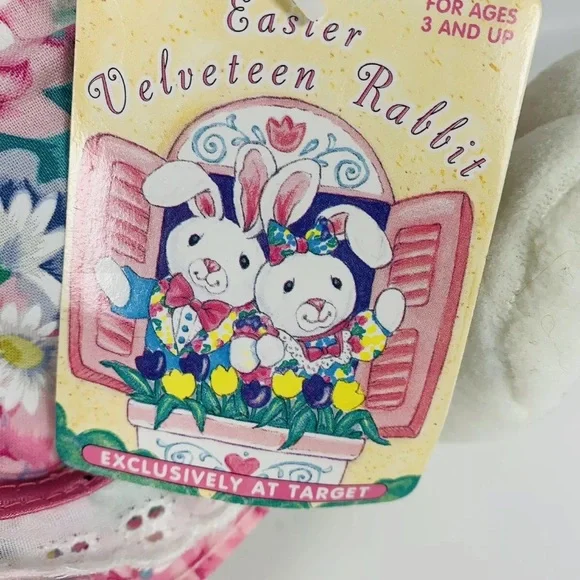 FOR AGES
3 AND UP
Easter
Velveteen Rabbit
EXCLUSIVELY AT TARGET